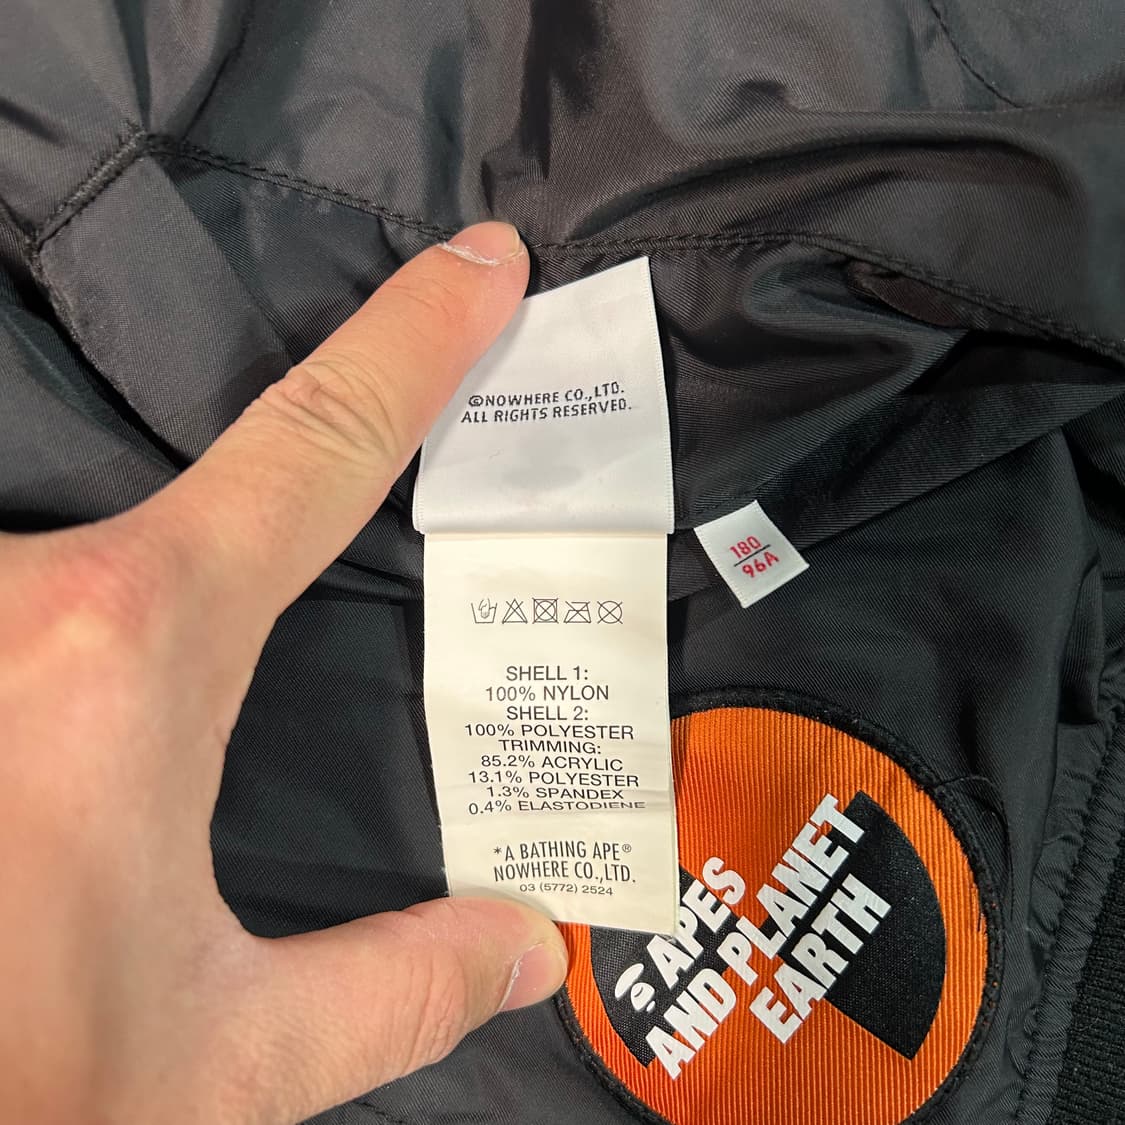 ©NOWHERE CO.,LTD.
ALL RIGHTS RESERVED.
180
96A
SHELL 1:
100% NYLON
SHELL 2:
100% POLYESTER
TRIMMING:
85.2% ACRYLIC
13.1% POLYESTER
1.3% SPANDEX
0.4% ELASTODIENE
*A BATHING APE®
NOWHERE CO.,LTD.
03 (5772) 2524
APES
AND PLANET
EARTH